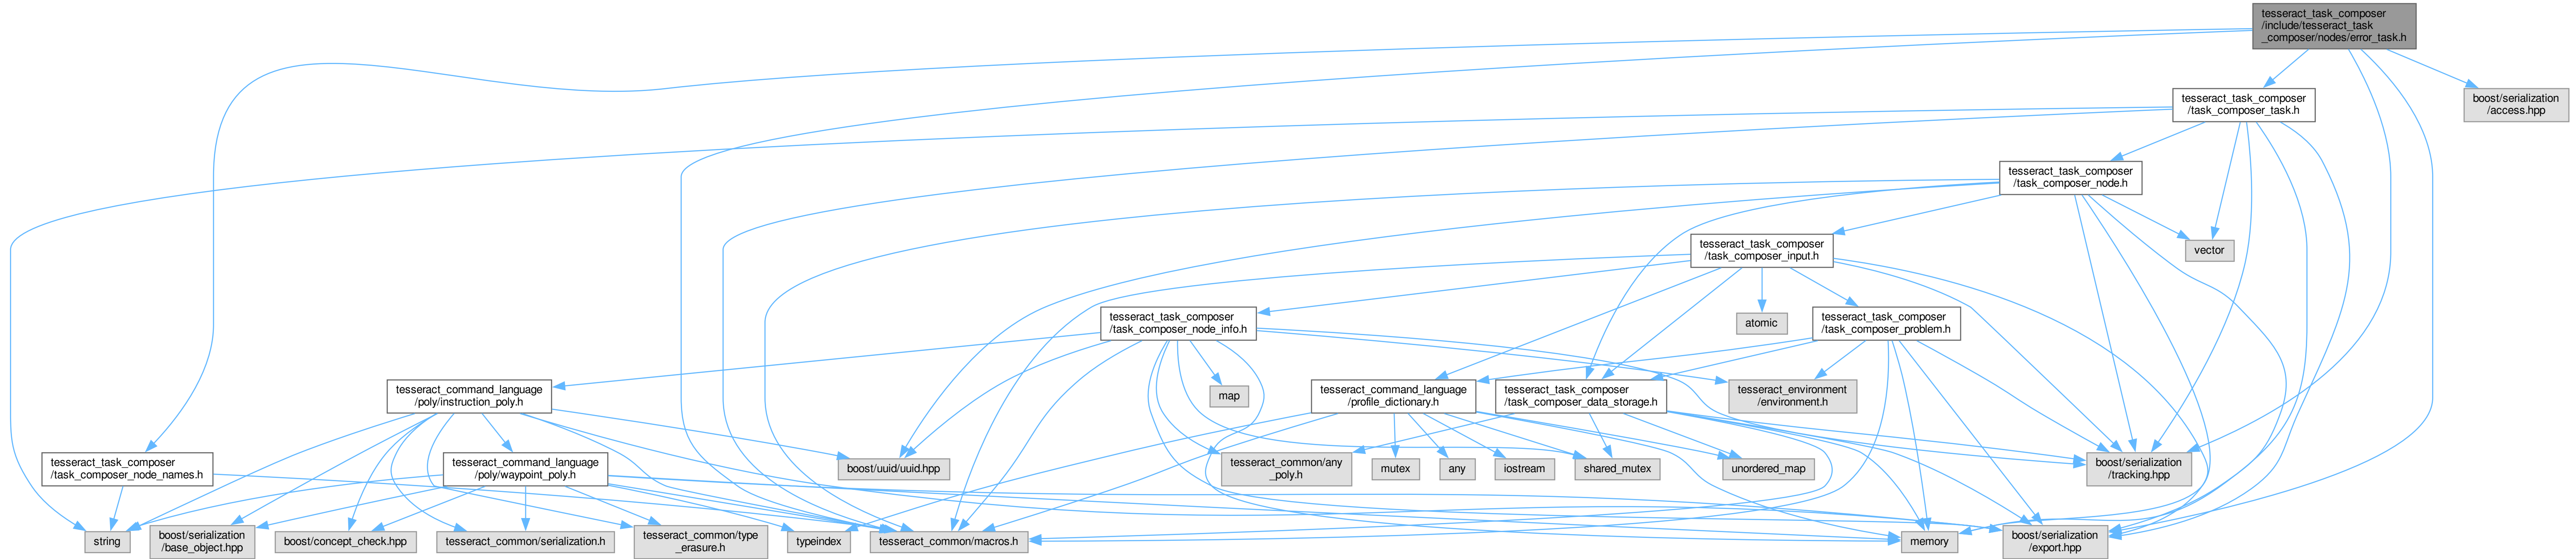 tesseract_task_composer
/include/tesseract_task
_composer/nodes/error_task.h
tesseract_task_composer
/task_composer_task.h
boost/serialization
/access.hpp
tesseract_task_composer
/task_composer_node.h
tesseract_task_composer
/task_composer_input.h
vector
tesseract_task_composer
/task_composer_node_info.h
atomic
tesseract_task_composer
/task_composer_problem.h
tesseract_command_language
/poly/instruction_poly.h
map
tesseract_command_language
/profile_dictionary.h
tesseract_task_composer
/task_composer_data_storage.h
tesseract_environment
/environment.h
tesseract_task_composer
/task_composer_node_names.h
tesseract_command_language
/poly/waypoint_poly.h
boost/uuid/uuid.hpp
tesseract_common/any
_poly.h
mutex
any
iostream
shared_mutex
unordered_map
boost/serialization
/tracking.hpp
string
boost/serialization
/base_object.hpp
boost/concept_check.hpp
tesseract_common/serialization.h
tesseract_common/type
_erasure.h
typeindex
tesseract_common/macros.h
memory
boost/serialization
/export.hpp